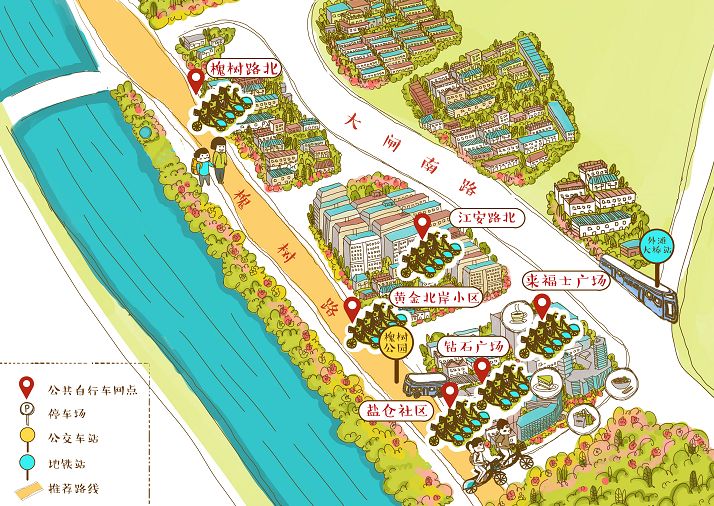 槐树路北
大闸南路
槐树路
江安路北
外滩
大桥站
来福士广场
黄金北岸小区
槐树
公园
钻石广场
盐仓社区
公共自行车网点
P
停车场
公交车站
地铁站
推荐路线